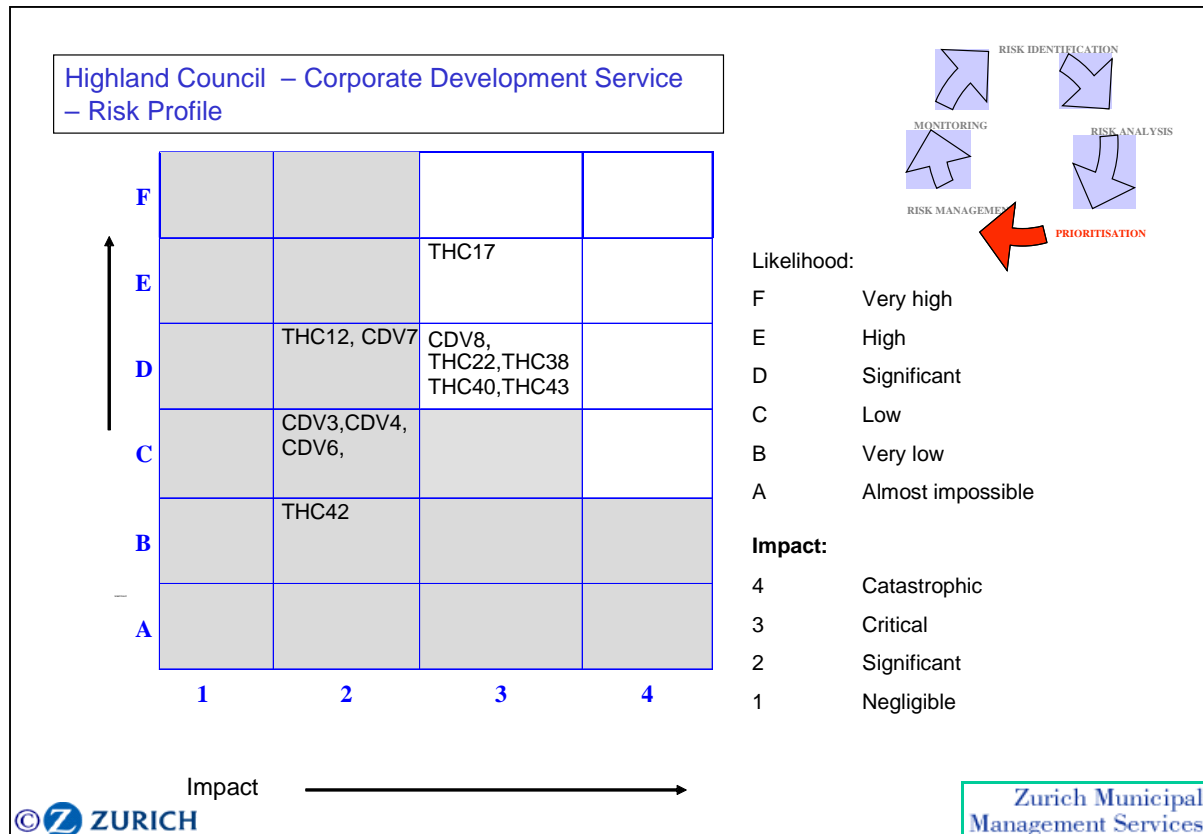 Highland Council – Corporate Development Service
– Risk Profile
RISK IDENTIFICATION
MONITORING
RISK ANALYSIS
RISK MANAGEMEN
PRIORITISATION
F
E
THC17
D
THC12, CDV7
CDV8,
THC22,THC38
THC40,THC43
C
CDV3,CDV4,
CDV6,
B
THC42
A
1 2 3 4
Impact
Likelihood:
F Very high
E High
D Significant
C Low
B Very low
A Almost impossible
Impact:
4 Catastrophic
3 Critical
2 Significant
1 Negligible
© ZURICH
Zurich Municipal
Management Services